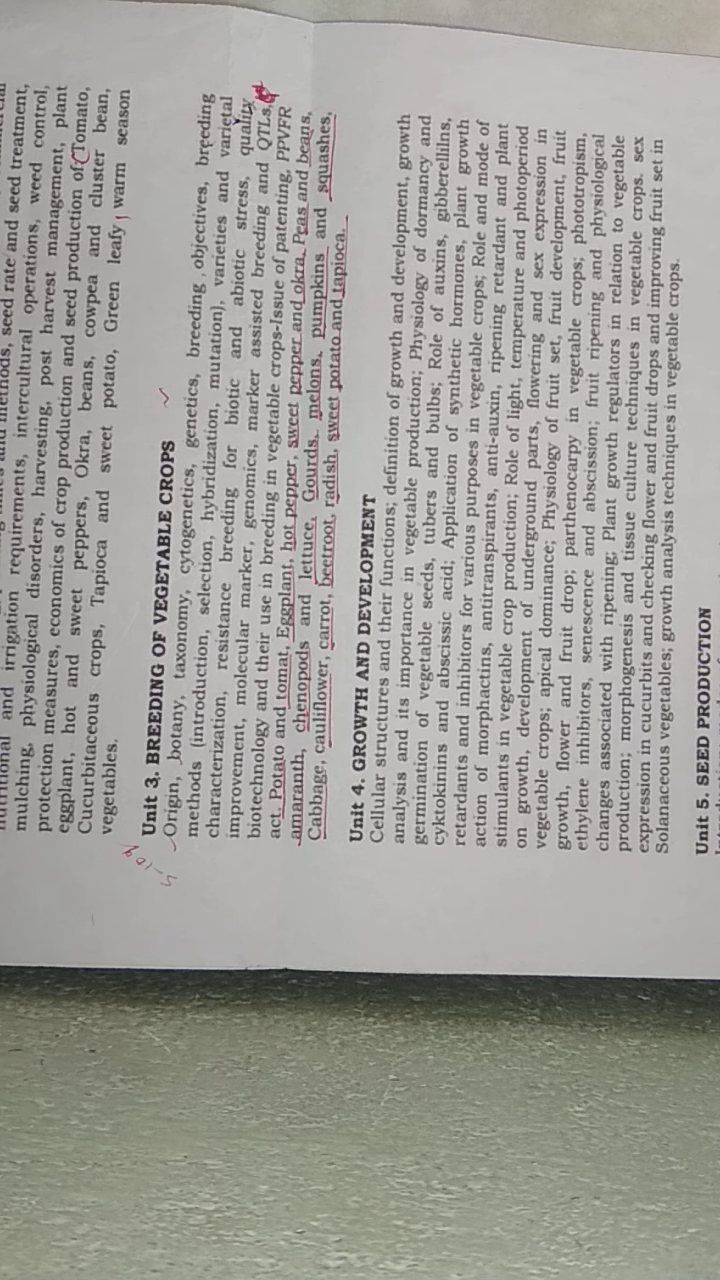 and methods, seed rate and seed treatment,
and irrigation requirements, intercultural operations, weed control,
mulching, physiological disorders, harvesting, post harvest management, plant
protection measures, economics of crop production and seed production of: Tomato,
eggplant, hot and sweet peppers, Okra, beans, cowpea and cluster bean,
Cucurbitaceous crops, Tapioca and sweet potato, Green leafy warm season
vegetables.
Unit 3. BREEDING OF VEGETABLE CROPS
Origin, botany, taxonomy, cytogenetics, genetics, breeding objectives, breeding
methods (introduction, selection, hybridization, mutation), varieties and varietal
characterization, resistance breeding for biotic and abiotic stress, quality
improvement, molecular marker, genomics, marker assisted breeding and QTLs,
biotechnology and their use in breeding in vegetable crops-Issue of patenting, PPVFR
act. Potato and tomat, Eggplant, hot pepper, sweet pepper and okra, Peas and beans,
amaranth, chenopods and lettuce, Gourds, melons, pumpkins and squashes,
Cabbage, cauliflower, carrot, beetroot, radish, sweet potato and tapioca.
Unit 4. GROWTH AND DEVELOPMENT
Cellular structures and their functions; definition of growth and development, growth
analysis and its importance in vegetable production; Physiology of dormancy and
germination of vegetable seeds, tubers and bulbs; Role of auxins, gibberellilns,
cyktokinins and abscissic acid; Application of synthetic hormones, plant growth
retardants and inhibitors for various purposes in vegetable crops; Role and mode of
action of morphactins, antitranspirants, anti-auxin, ripening retardant and plant
stimulants in vegetable crop production; Role of light, temperature and photoperiod
on growth, development of underground parts, flowering and sex expression in
vegetable crops; apical dominance; Physiology of fruit set, fruit development, fruit
growth, flower and fruit drop; parthenocarpy in vegetable crops; phototropism,
ethylene inhibitors, senescence and abscission; fruit ripening and physiological
changes associated with ripening; Plant growth regulators in relation to vegetable
production; morphogenesis and tissue culture techniques in vegetable crops. sex
expression in cucurbits and checking flower and fruit drops and improving fruit set in
Solanaceous vegetables; growth analysis techniques in vegetable crops.
Unit 5. SEED PRODUCTION